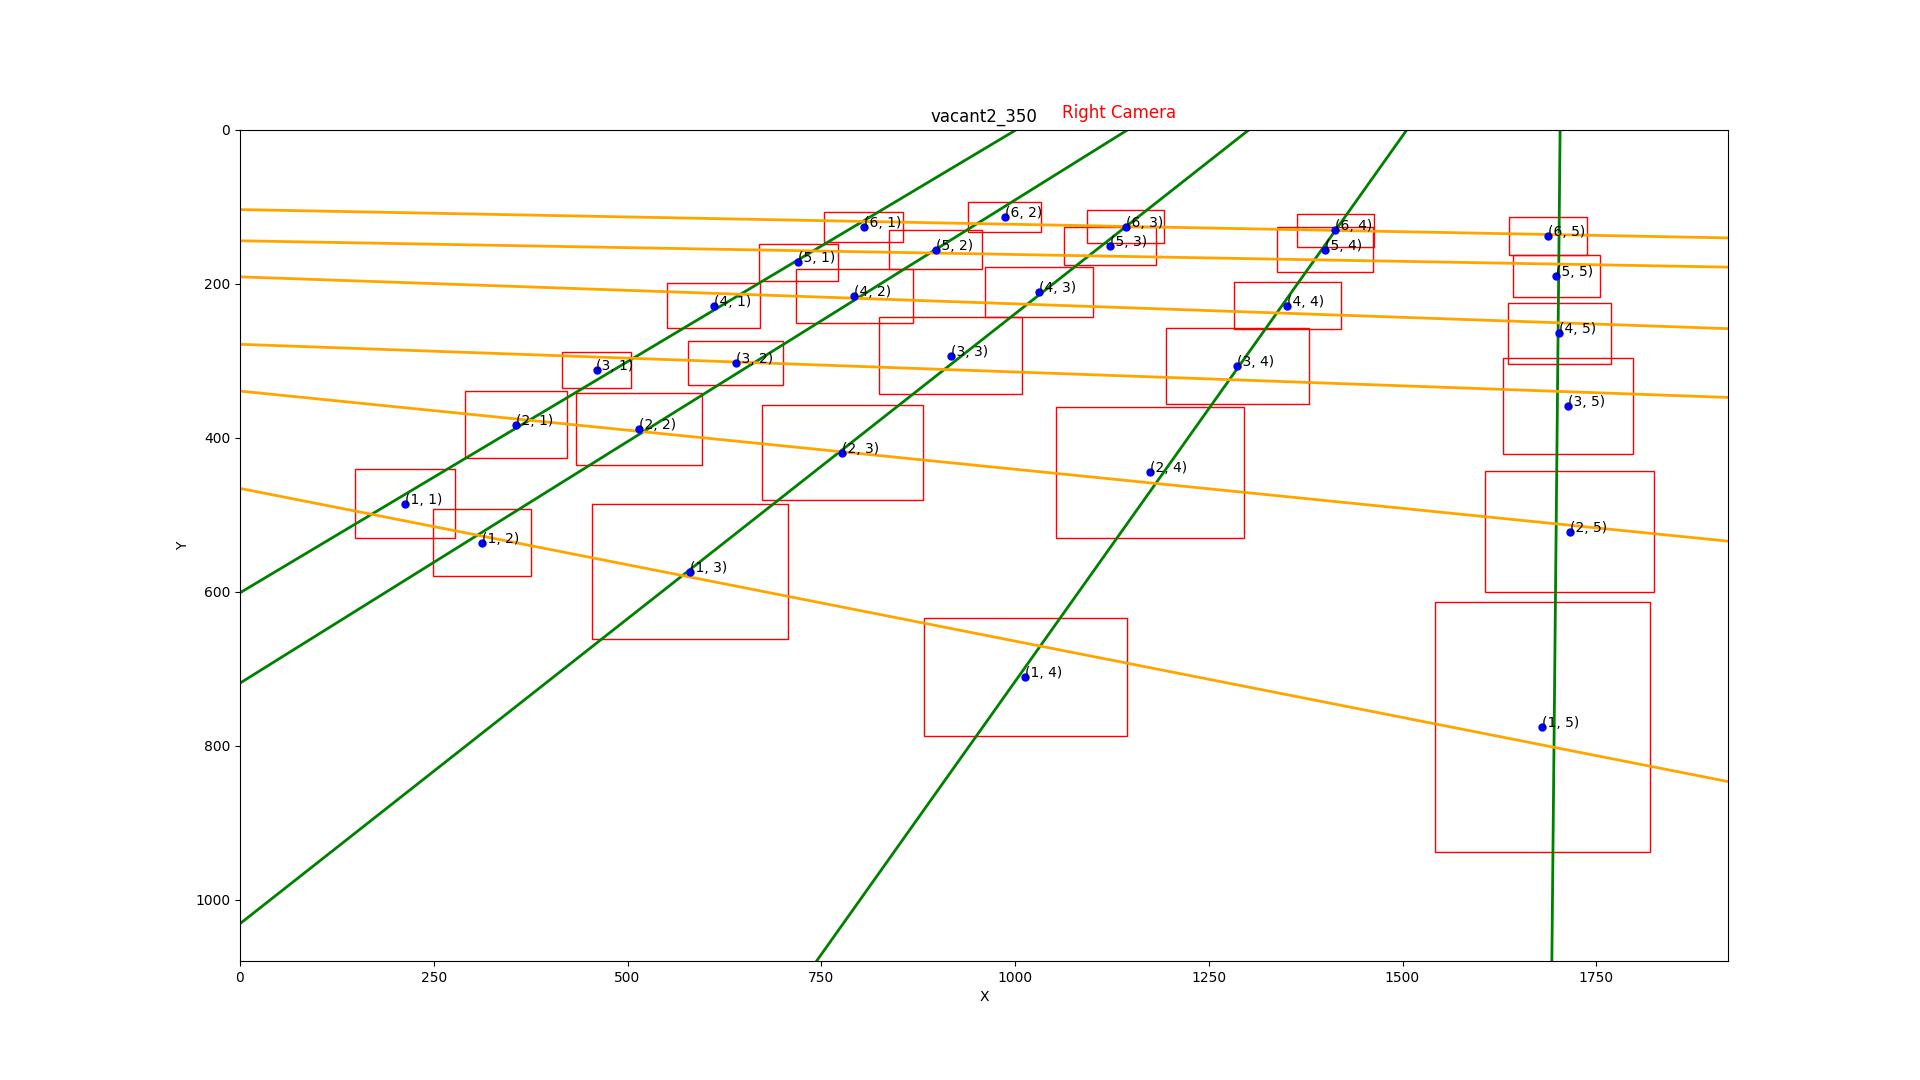 vacant2_350 Right Camera
0
(6, 1) (6, 2) (6, 3) (6, 4) (6, 5)
(5, 1) (5, 2) (5, 3) (5, 4) (5, 5)
200
(4, 1) (4, 2) (4, 3) (4, 4) (4, 5)
(3, 1) (3, 2) (3, 3) (3, 4) (3, 5)
400
(2, 1) (2, 2) (2, 3) (2, 4) (2, 5)
(1, 1) (1, 2) (1, 3) (1, 4) (1, 5)
Y
600
800
1000
0 250 500 750 1000 1250 1500 1750
X